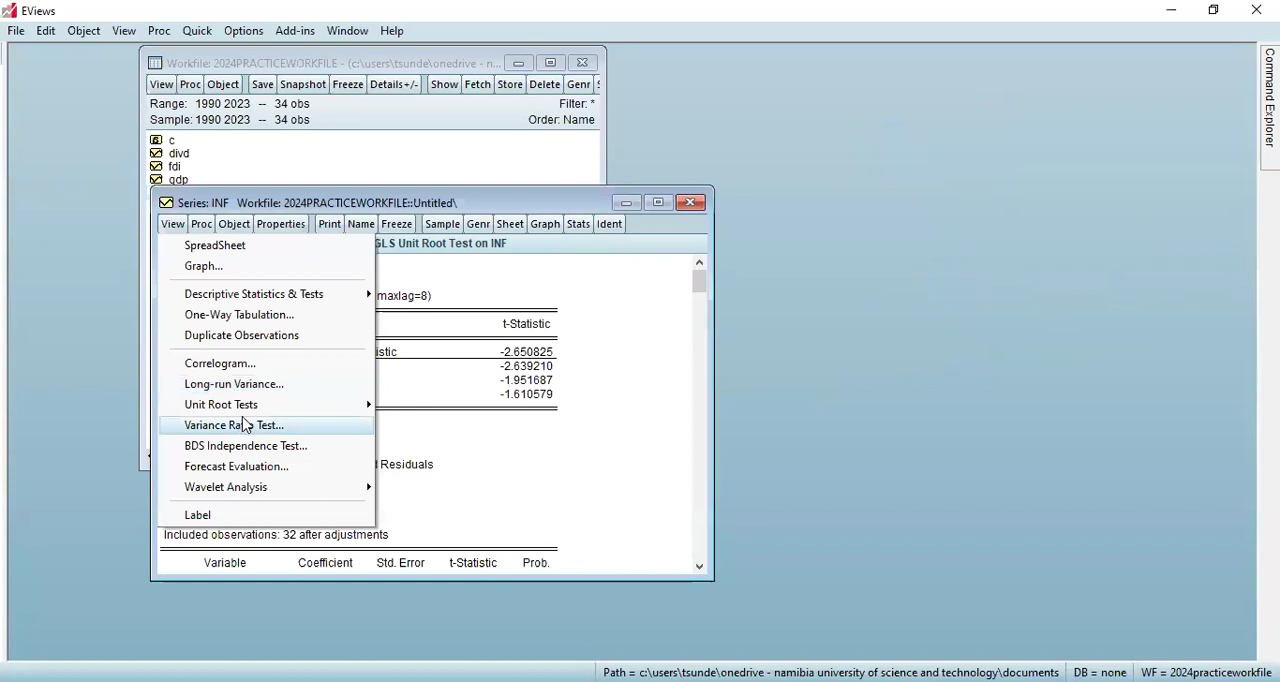 EViews
File Edit Object View Proc Quick Options Add-ins Window Help
Command Explorer
Workfile: 2024PRACTICEWORKFILE - (c:\users\tsunde\onedrive - n...
View Proc Object Save Snapshot Freeze Details+/- Show Fetch Store Delete Genr
Range: 1990 2023 -- 34 obs Filter: *
Sample: 1990 2023 -- 34 obs Order: Name
c
divd
fdi
gdp
Series: INF Workfile: 2024PRACTICEWORKFILE::Untitled\
View Proc Object Properties Print Name Freeze Sample Genr Sheet Graph Stats Ident
GLS Unit Root Test on INF
SpreadSheet
Graph...
Descriptive Statistics & Tests
One-Way Tabulation...
Duplicate Observations
Correlogram...
Long-run Variance...
Unit Root Tests
Variance Ratio Test...
BDS Independence Test...
Forecast Evaluation...
Wavelet Analysis
Label
maxlag=8)
t-Statistic
istic -2.650825
-2.639210
-1.951687
-1.610579
d Residuals
Included observations: 32 after adjustments
Variable Coefficient Std. Error t-Statistic Prob.
Path = c:\users\tsunde\onedrive - namibia university of science and technology\documents DB = none WF = 2024practiceworkfile